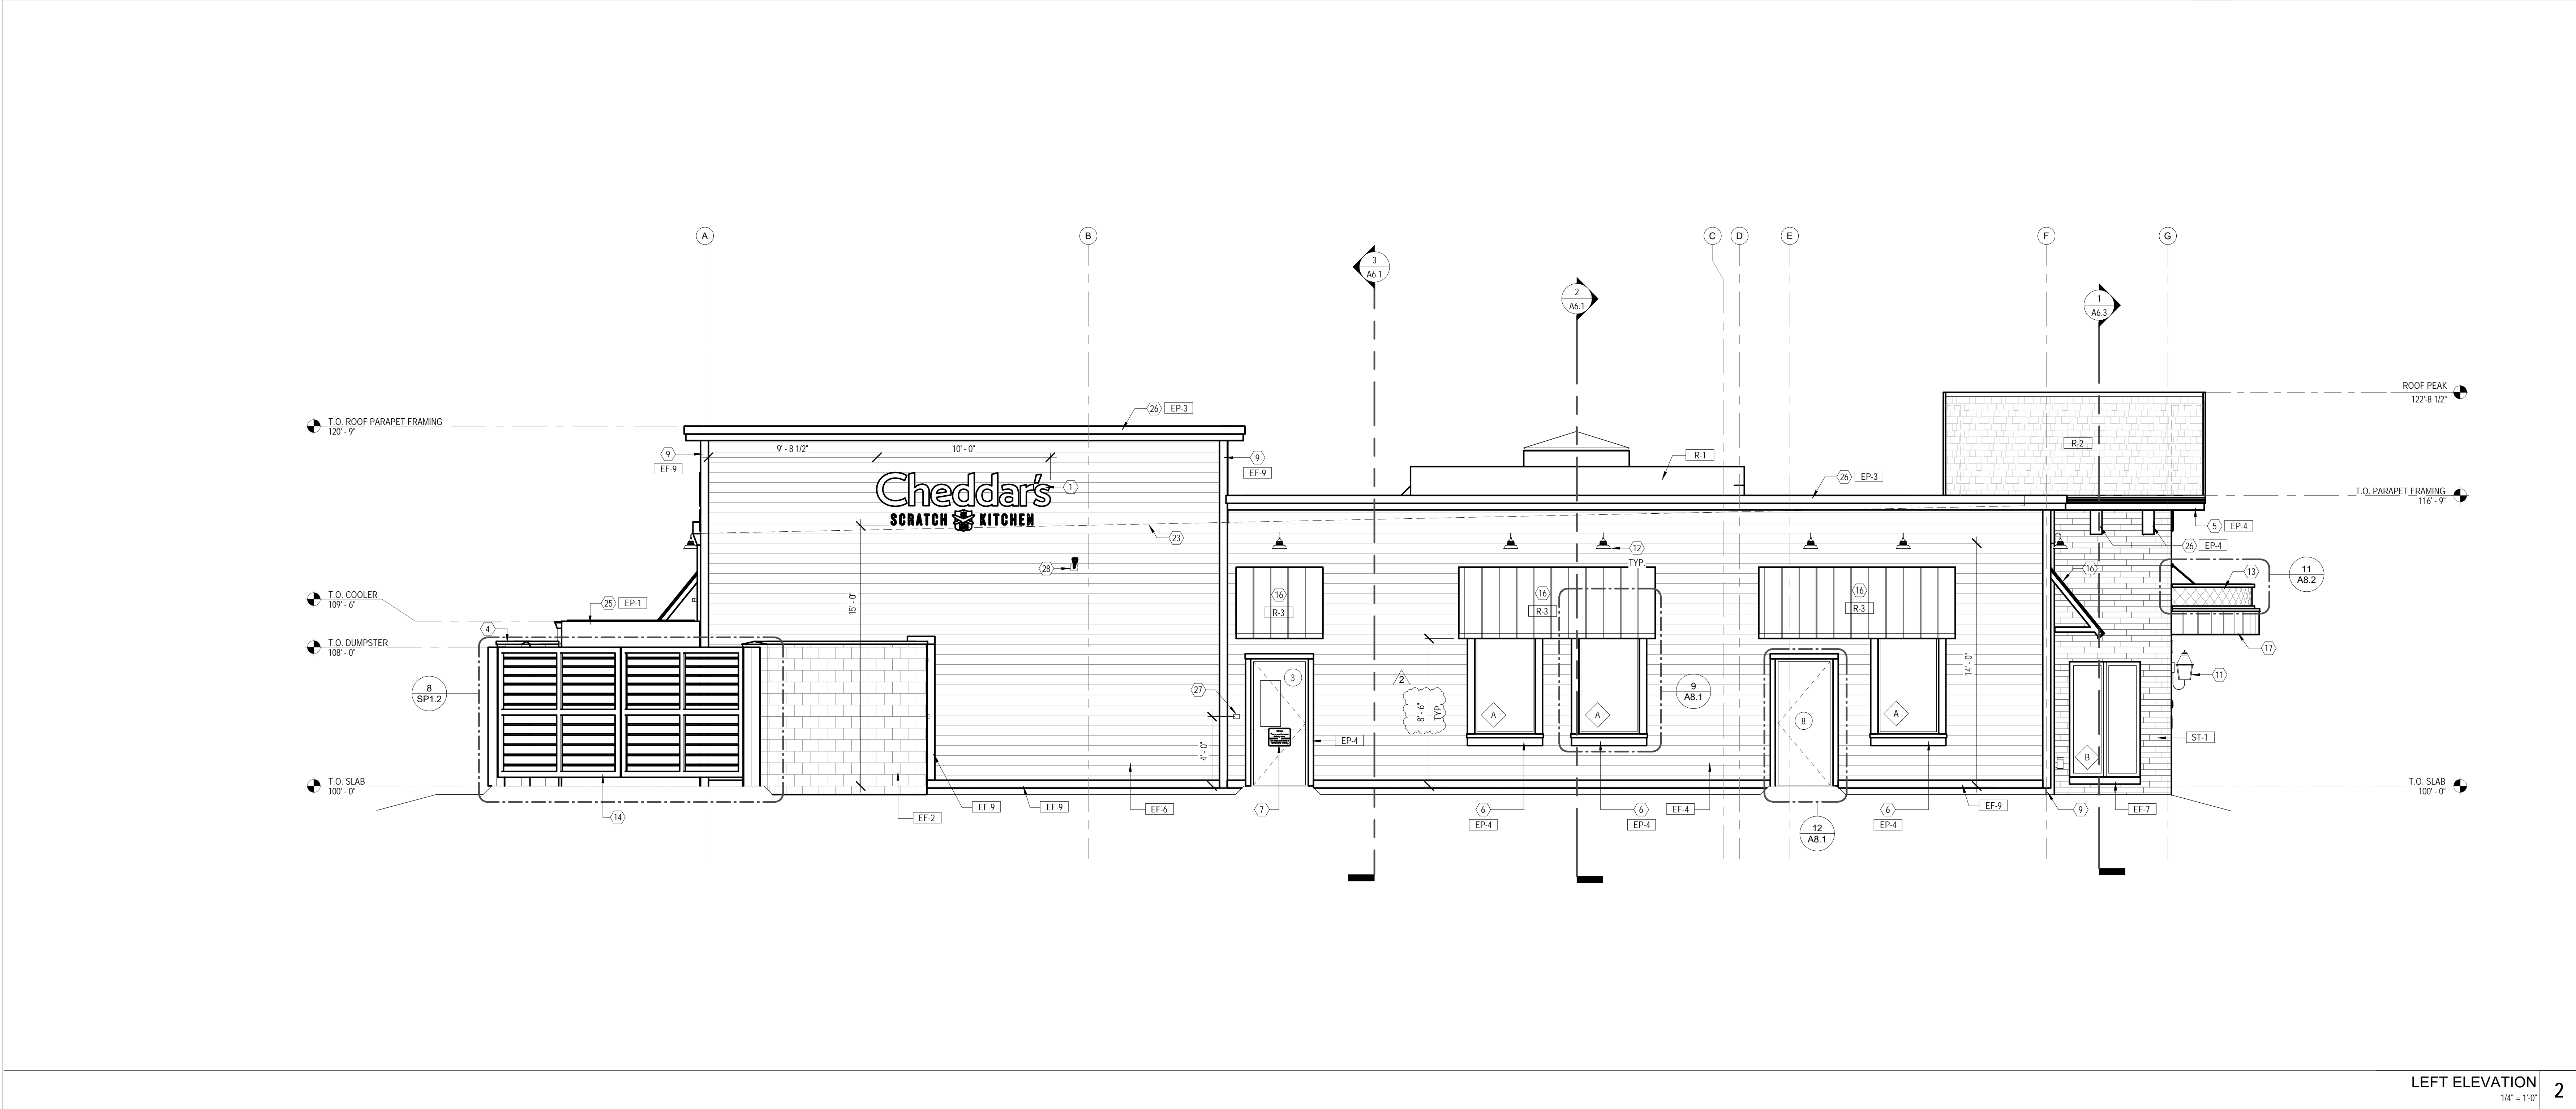 A
B
C
D
E
F
G
3
A6.1
2
A6.1
1
A6.3
ROOF PEAK
122'-8 1/2"
T.O. ROOF PARAPET FRAMING
120' - 9"
26 EP-3
9
EF-9
9' - 8 1/2"
10' - 0"
9
EF-9
R-1
R-2
Cheddar's
1
SCRATCH KITCHEN
26 EP-3
T.O. PARAPET FRAMING
116' - 9"
5 EP-4
23
12
TYP
26 EP-4
28
16
R-3
16
R-3
16
R-3
16
13
11
A8.2
T.O. COOLER
109' - 6"
25 EP-1
15' - 0"
4
T.O. DUMPSTER
108' - 0"
17
14' - 0"
8
SP1.2
27
3
2
8' - 6"
TYP
9
A8.1
11
A
A
8
A
EP-4
4' - 0"
ST-1
B
T.O. SLAB
100' - 0"
T.O. SLAB
100' - 0"
14
EF-2
EF-9
EF-9
EF-6
7
6
EP-4
6
EP-4
EF-4
12
A8.1
6
EP-4
EF-9
9
EF-7
LEFT ELEVATION
1/4" = 1'-0"
2